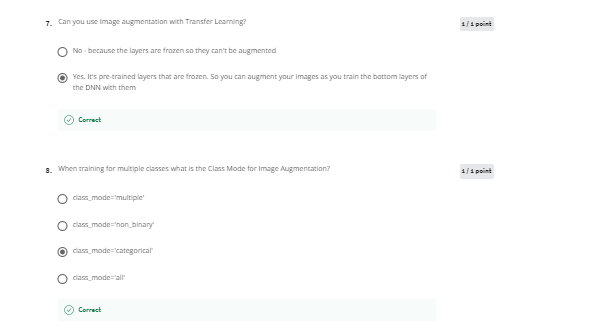 7. Can you use Image augmentation with Transfer Learning?
1 / 1 point
No - because the layers are frozen so they can't be augmented
Yes. It's pre-trained layers that are frozen. So you can augment your images as you train the bottom layers of
the DNN with them
Correct
8. When training for multiple classes what is the Class Mode for Image Augmentation?
1 / 1 point
class_mode='multiple'
class_mode='non_binary'
class_mode='categorical'
class_mode='all'
Correct